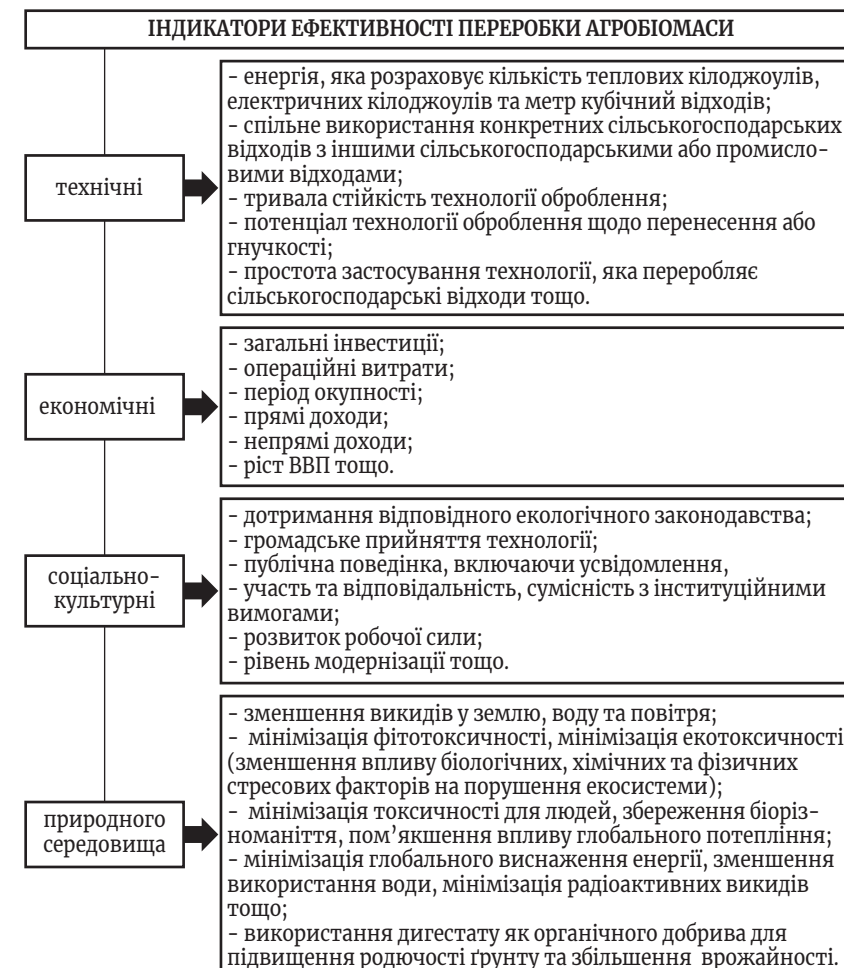 ІНДИКАТОРИ ЕФЕКТИВНОСТІ ПЕРЕРОБКИ АГРОБІОМАСИ
технічні
- енергія, яка розраховує кількість теплових кілоджоулів,
електричних кілоджоулів та метр кубічний відходів;
- спільне використання конкретних сільськогосподарських
відходів з іншими сільськогосподарськими або промисло-
вими відходами;
- тривала стійкість технології оброблення;
- потенціал технології оброблення щодо перенесення або
гнучкості;
- простота застосування технології, яка переробляє
сільськогосподарські відходи тощо.
економічні
- загальні інвестиції;
- операційні витрати;
- період окупності;
- прямі доходи;
- непрямі доходи;
- ріст ВВП тощо.
соціально-
культурні
- дотримання відповідного екологічного законодавства;
- громадське прийняття технології;
- публічна поведінка, включаючи усвідомлення,
- участь та відповідальність, сумісність з інституційними
вимогами;
- розвиток робочої сили;
- рівень модернізації тощо.
природного
середовища
- зменшення викидів у землю, воду та повітря;
- мінімізація фітотоксичності, мінімізація екотоксичності
(зменшення впливу біологічних, хімічних та фізичних
стресових факторів на порушення екосистеми);
- мінімізація токсичності для людей, збереження біоріз-
номаніття, пом’якшення впливу глобального потепління;
- мінімізація глобального виснаження енергії, зменшення
використання води, мінімізація радіоактивних викидів
тощо;
- використання дигестату як органічного добрива для
підвищення родючості ґрунту та збільшення врожайності.